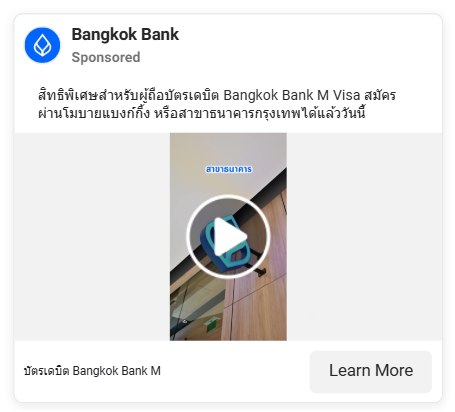 Bangkok Bank
Sponsored
สิทธิพิเศษสำหรับผู้ถือบัตรเดบิต Bangkok Bank M Visa สมัคร
ผ่านโมบายแบงก์กิ้ง หรือสาขาธนาคารกรุงเทพได้แล้ววันนี้
สาขาธนาคาร
บัตรเดบิต Bangkok Bank M
Learn More